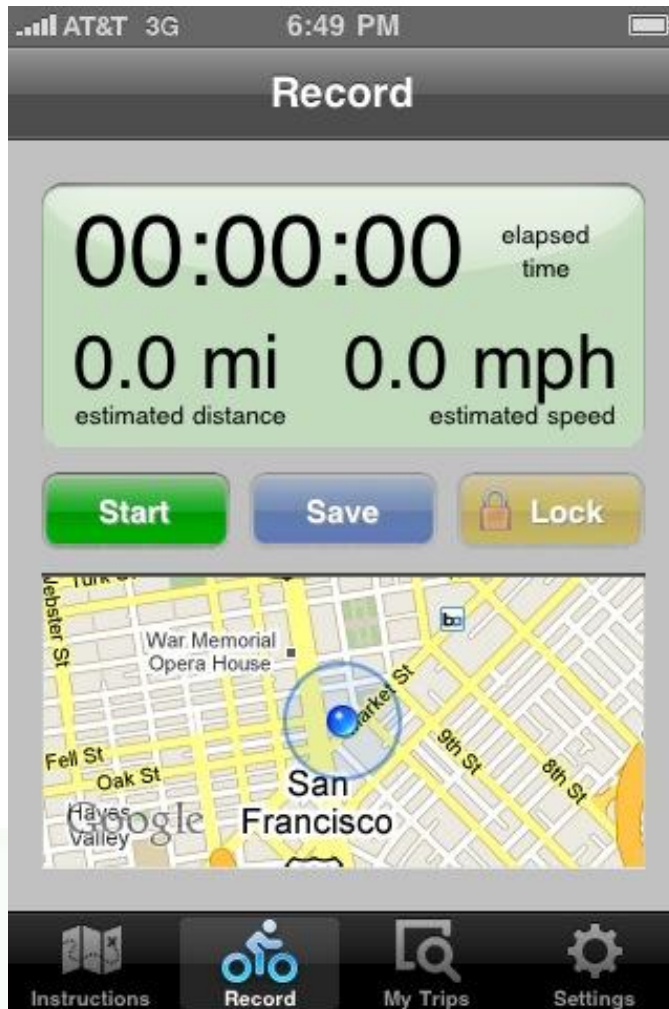 AT&T 3G 6:49 PM
Record
00:00:00
elapsed
time
0.0 mi 0.0 mph
estimated distance estimated speed
Start Save Lock
Webster St
War Memorial
Opera House
Market St
Fell St
Oak St
9th St
8th St
San
Francisco
Hayes
Valley
Google
Instructions Record My Trips Settings